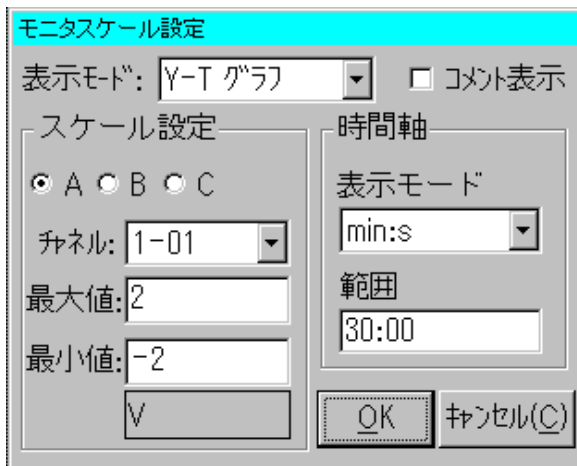 モニタスケール設定
表示ﾓｰﾄﾞ: Y-T ｸﾞﾗﾌ コメント表示
スケール設定
A B C
ﾁｬﾈﾙ: 1-01
最大値: 2
最小値: -2
V
時間軸
表示モード
min:s
範囲
30:00
OK ｷｬﾝｾﾙ(C)